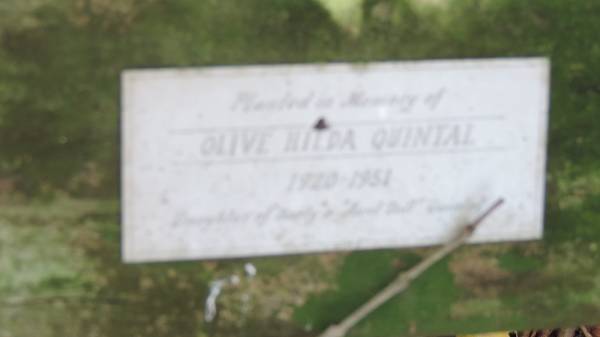 Planted in Memory of
OLIVE HILDA QUINTAL
1920-1951
Daughter of